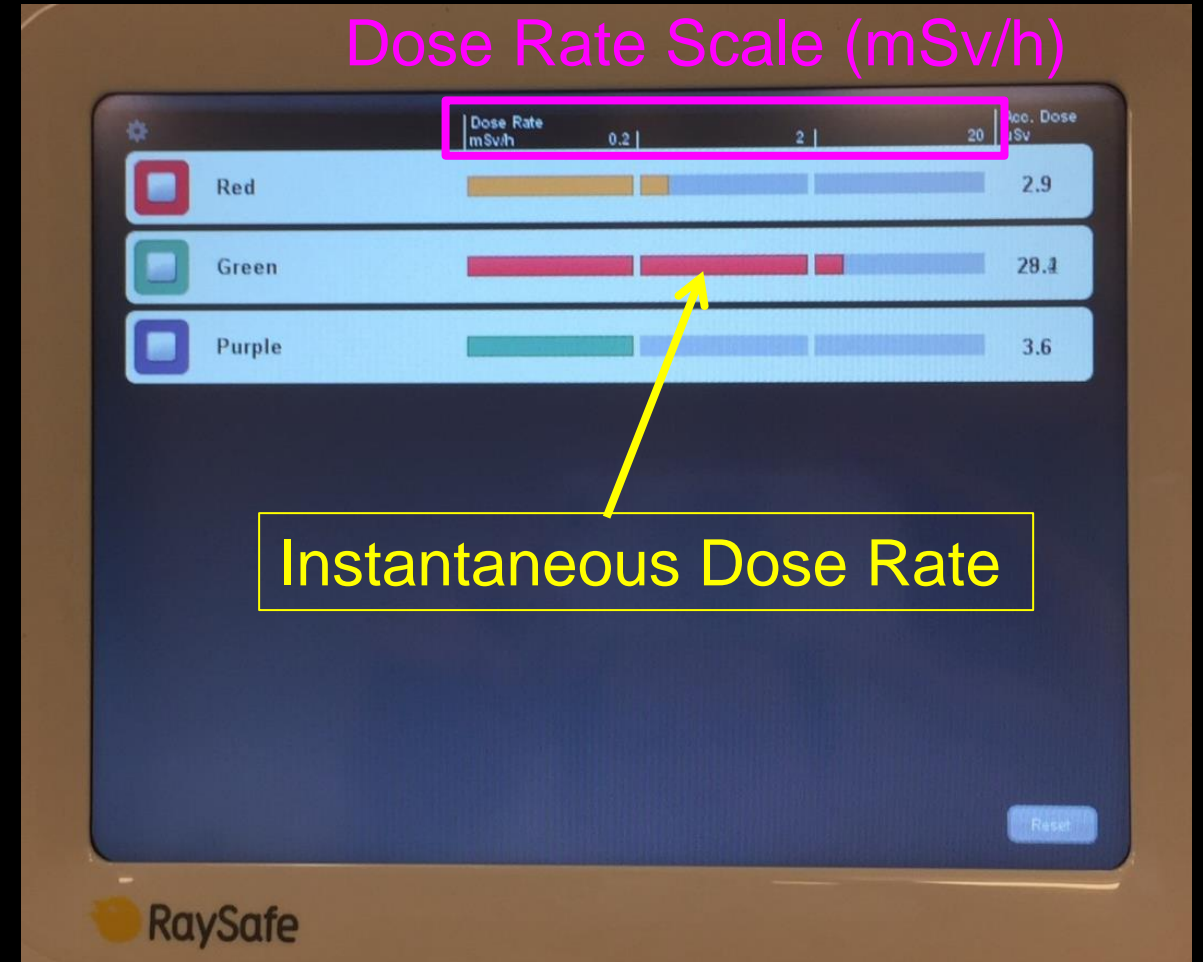 Dose Rate Scale (mSv/h)
Dose Rate
mSv/h 0.2 2 20
Acc. Dose
µSv
Red 2.9
Green
Purple 3.6
Instantaneous Dose Rate
Reset
RaySafe